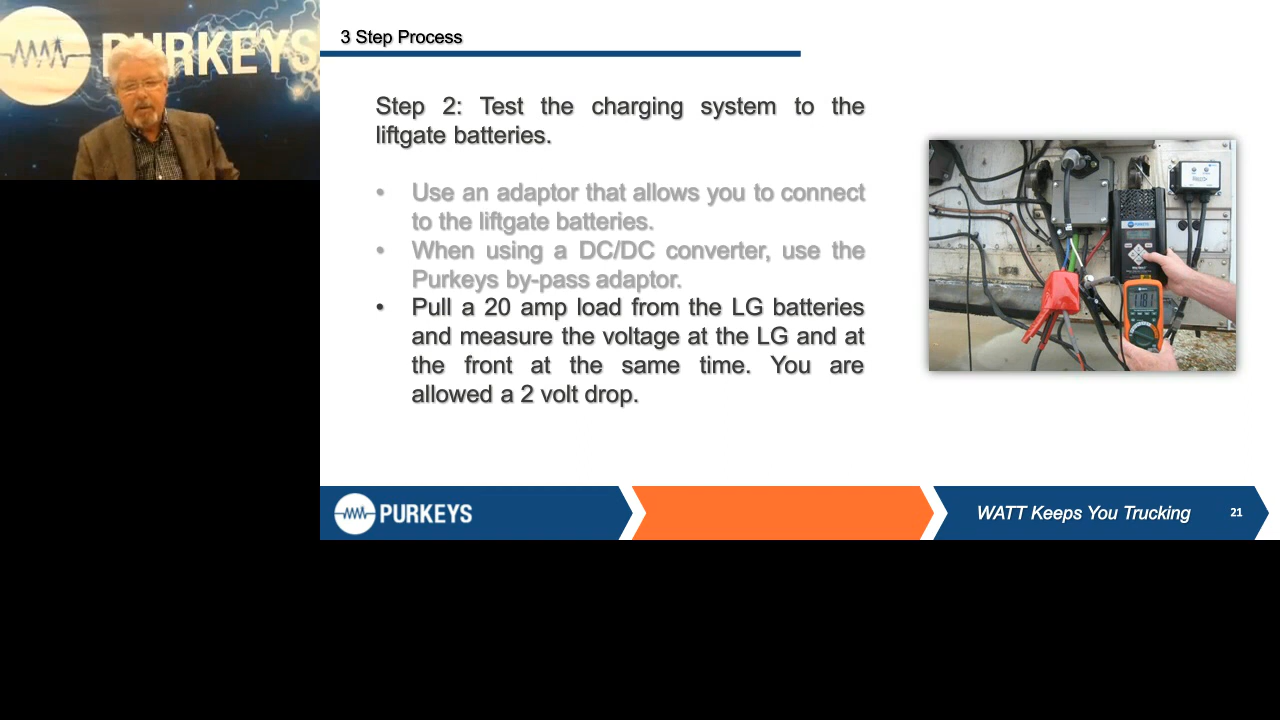 PURKEYS
3 Step Process
Step 2: Test the charging system to the
liftgate batteries.
• Use an adaptor that allows you to connect
to the liftgate batteries.
• When using a DC/DC converter, use the
Purkeys by-pass adaptor.
• Pull a 20 amp load from the LG batteries
and measure the voltage at the LG and at
the front at the same time. You are
allowed a 2 volt drop.
PURKEYS
WATT Keeps You Trucking
21